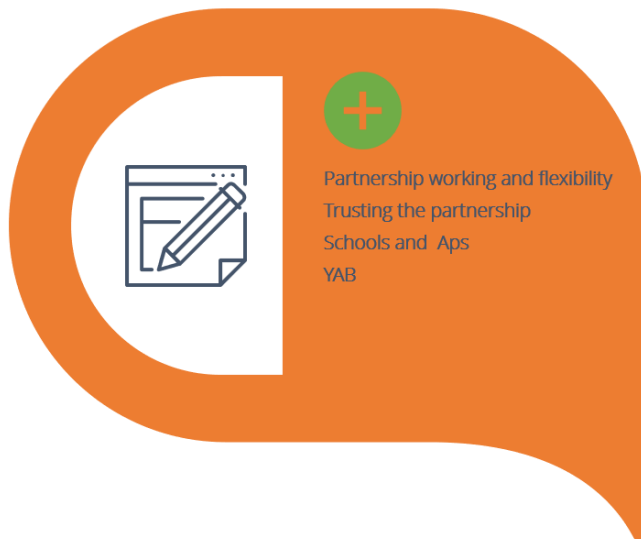 Partnership working and flexibility
Trusting the partnership
Schools and  Aps
YAB